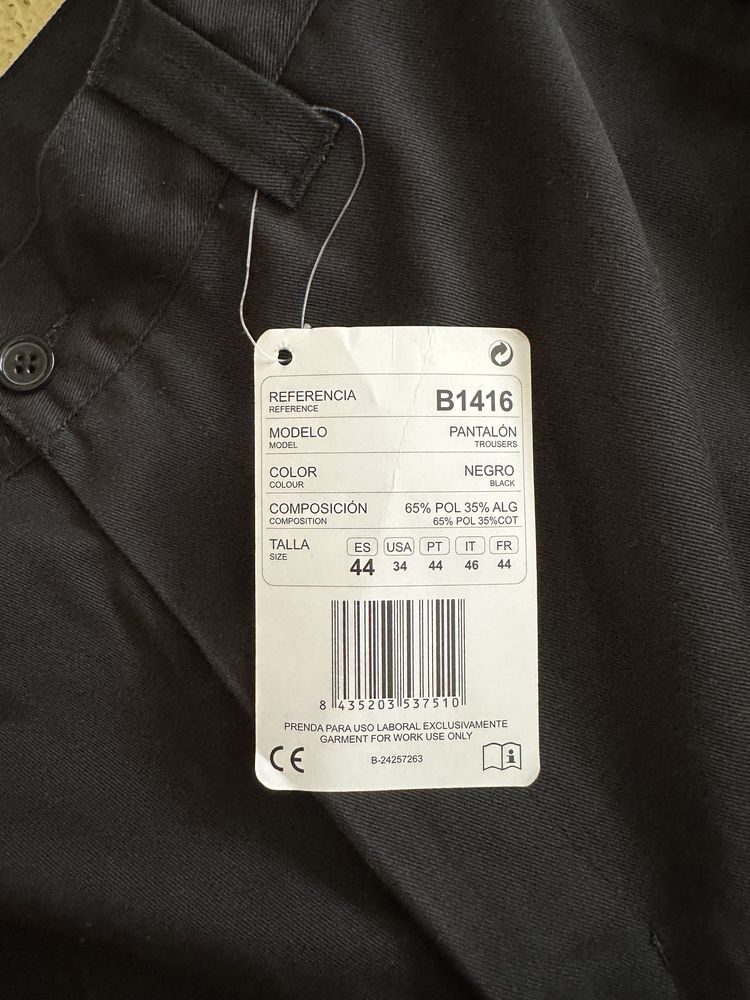 REFERENCIA B1416
REFERENCE
MODELO PANTALÓN
MODEL TROUSERS
COLOR NEGRO
COLOUR BLACK
COMPOSICIÓN 65% POL 35% ALG
COMPOSITION 65% POL 35%COT
TALLA ES USA PT IT FR
SIZE 44 34 44 46 44
8 435203 537510
PRENDA PARA USO LABORAL EXCLUSIVAMENTE
GARMENT FOR WORK USE ONLY
CE B-24257263 i